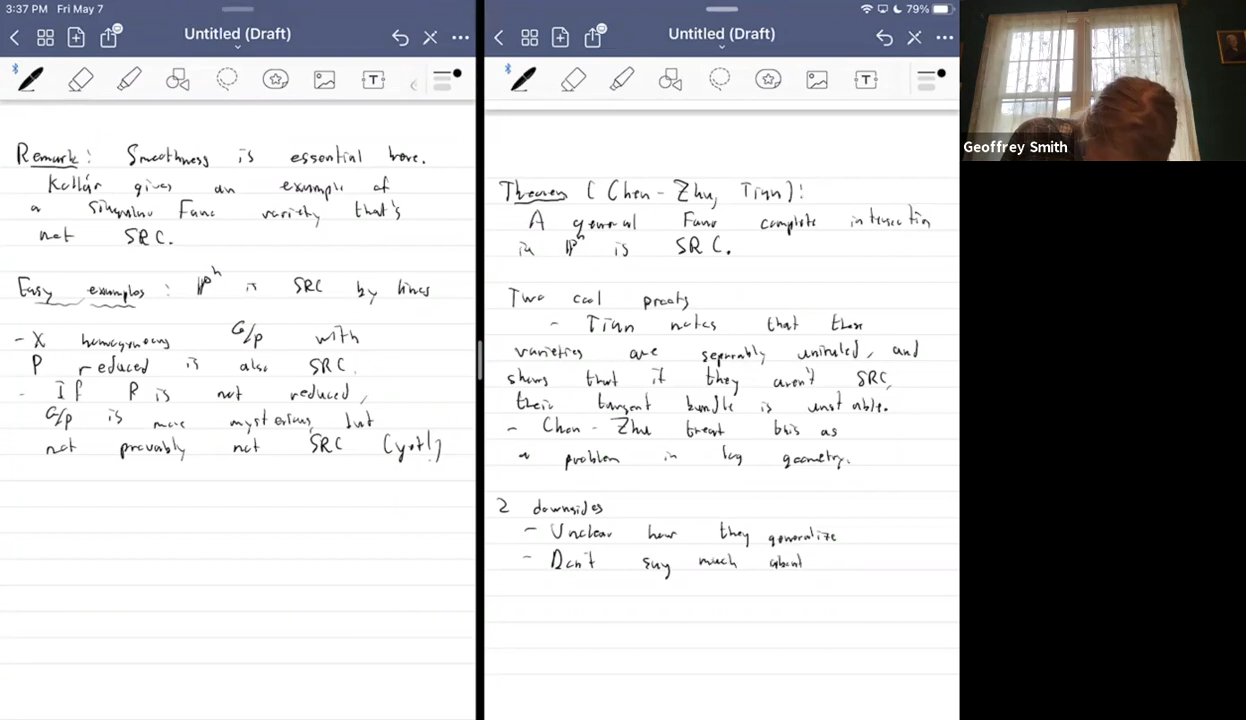 3:37 PM Fri May 7
Untitled (Draft)
Remark: Smoothness is essential here.
Kollár gives an example of
a singular Fano variety that's
not SRC.
Easy examples: ℙⁿ is SRC by lines
- X homogeneous G/P with
P reduced is also SRC.
- If P is not reduced,
G/P is more mysterious, but
not provably not SRC (yet!)
79%
Untitled (Draft)
Theorem (Chen-Zhu, Tian):
A general Fano complete intersection
in ℙⁿ is SRC.
Two cool proofs
- Tian notes that these
varieties are separably uniruled, and
shows that if they aren't SRC,
their tangent bundle is unstable.
- Chen-Zhu treat this as
a problem in log geometry.
2 downsides
- Unclear how they generalize
- Don't say much about
Geoffrey Smith